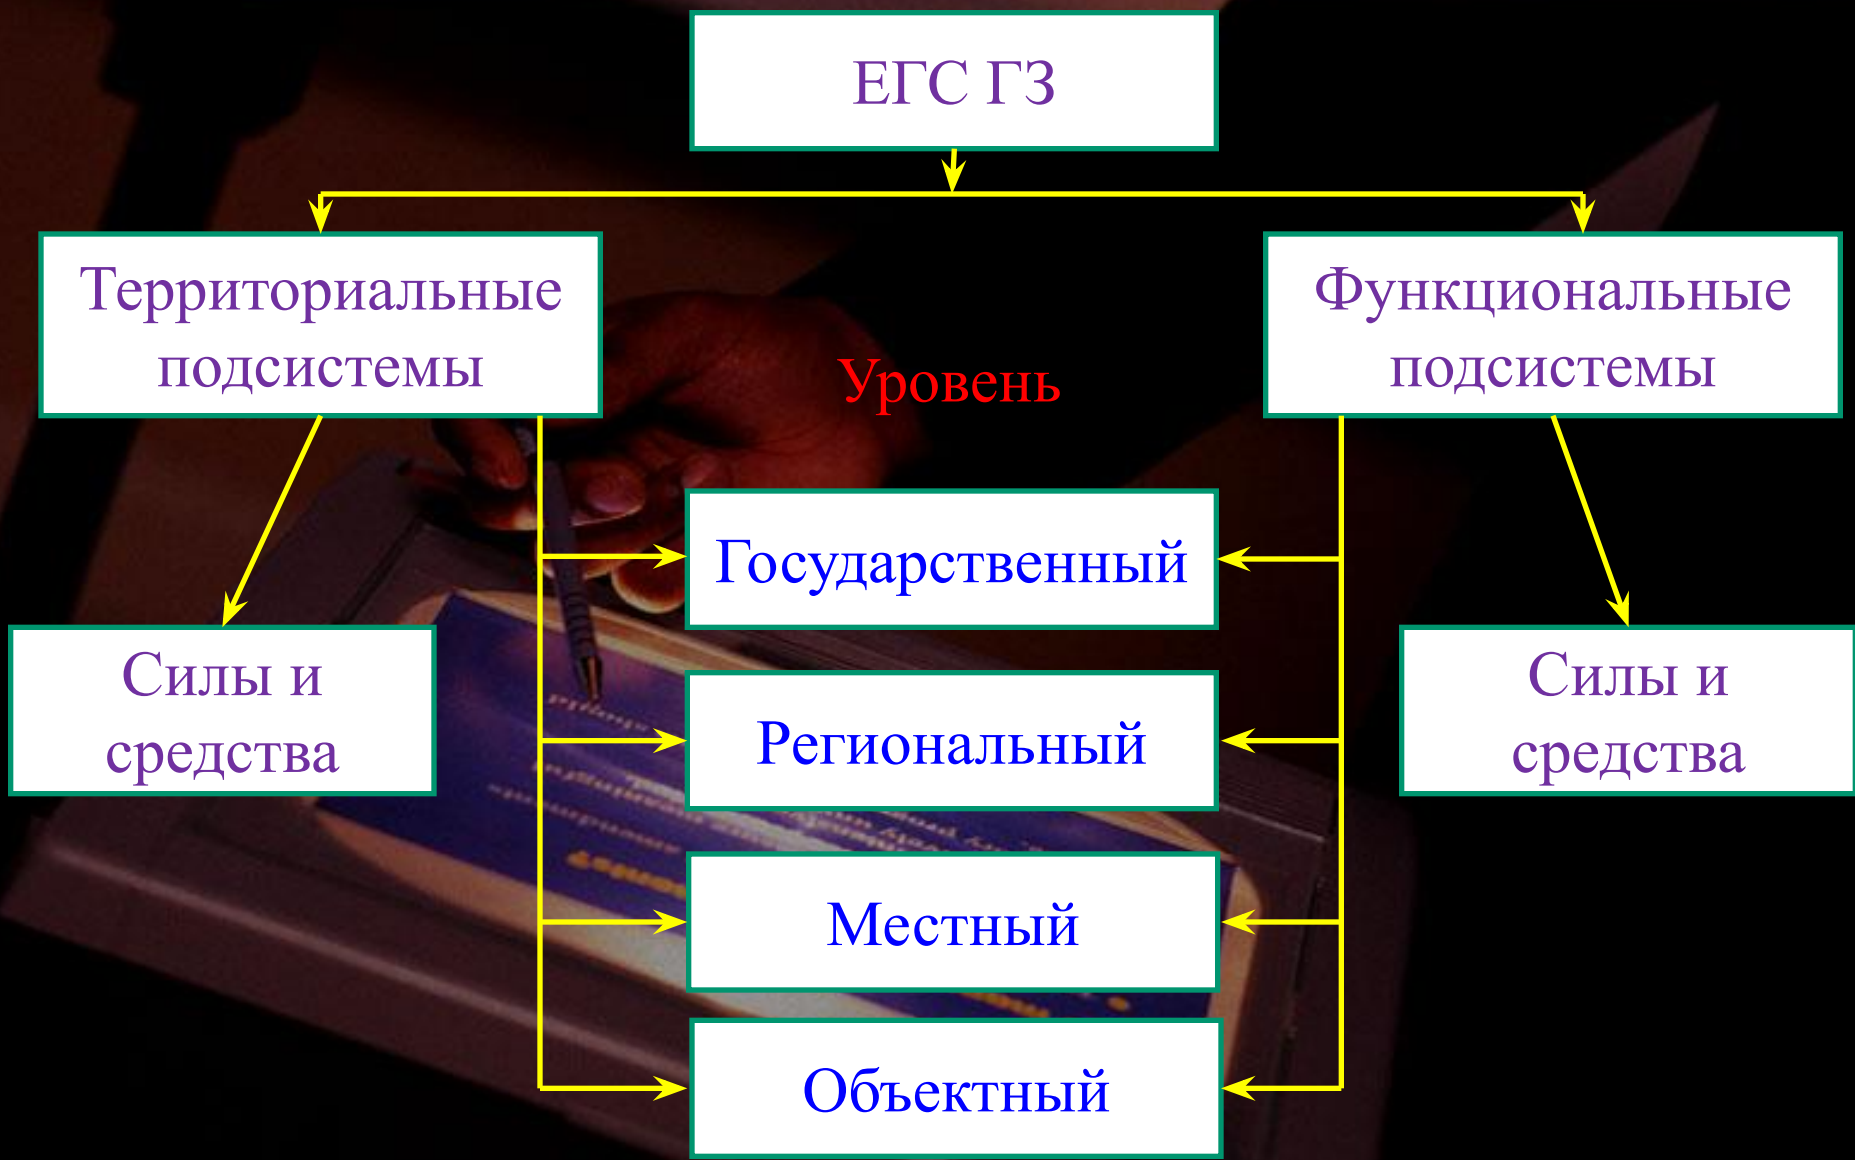 ЕГС ГЗ
Территориальные
подсистемы
Функциональные
подсистемы
Уровень
Государственный
Силы и
средства
Силы и
средства
Региональный
Местный
Объектный